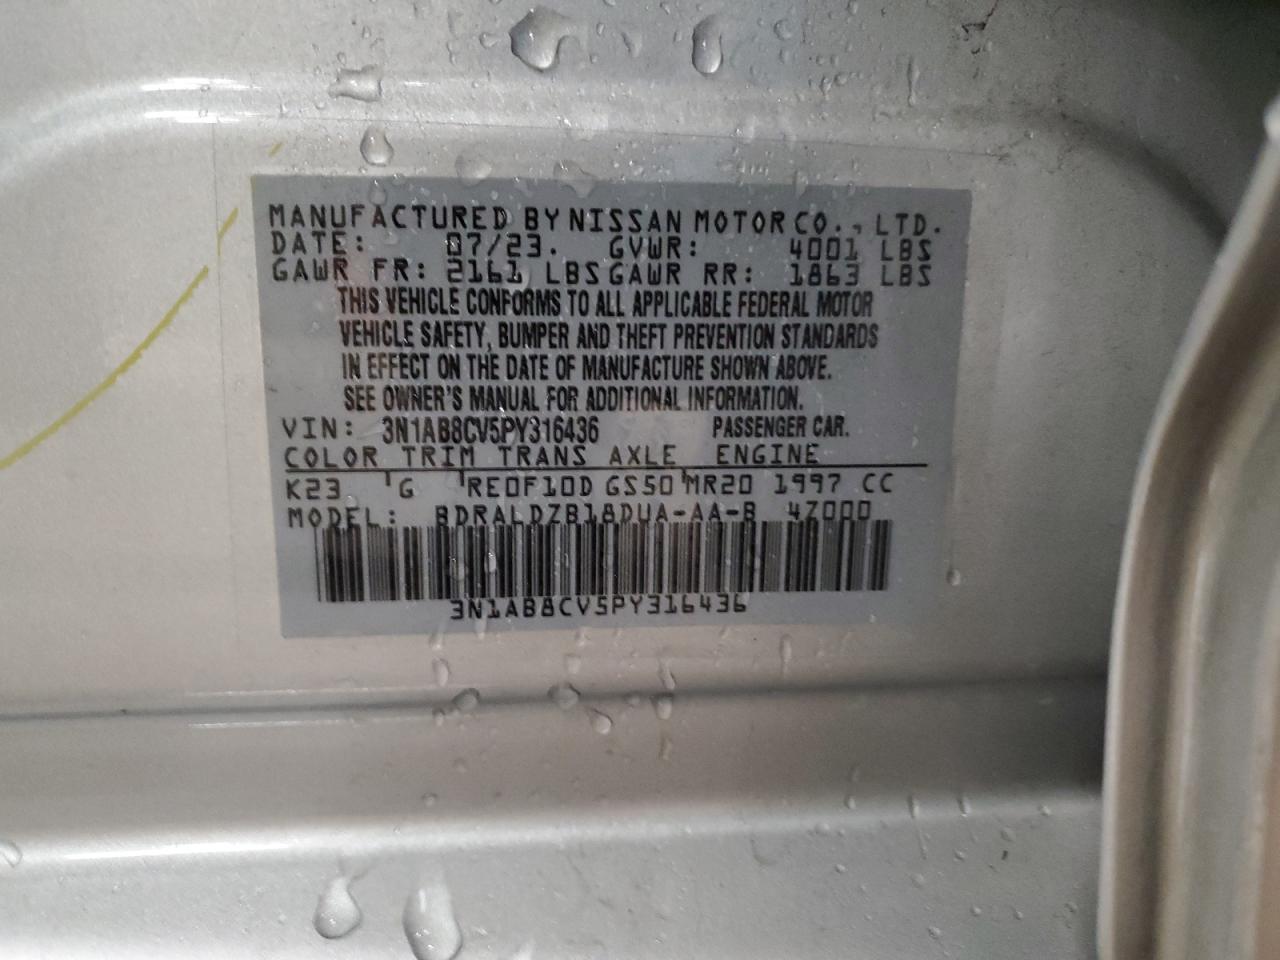 MANUFACTURED BY NISSAN MOTOR CO., LTD.
DATE: 07/23. GVWR: 4001 LBS
GAWR FR: 2161 LBS GAWR RR: 1863 LBS
THIS VEHICLE CONFORMS TO ALL APPLICABLE FEDERAL MOTOR
VEHICLE SAFETY, BUMPER AND THEFT PREVENTION STANDARDS
IN EFFECT ON THE DATE OF MANUFACTURE SHOWN ABOVE.
SEE OWNER'S MANUAL FOR ADDITIONAL INFORMATION.
VIN: 3N1AB8CV5PY316436 PASSENGER CAR.
COLOR TRIM TRANS AXLE ENGINE
K23 G RE0F10D GS50 MR20 1997 CC
MODEL: BDRALDZB18DUA-AA-B 4Z000
3N1AB8CV5PY316436